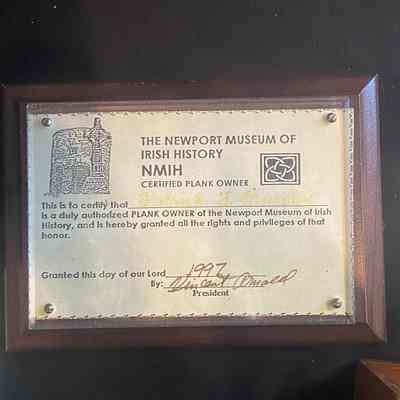 THE NEWPORT MUSEUM OF
IRISH HISTORY
NMIH
CERTIFIED PLANK OWNER
This is to certify that
is a duly authorized PLANK OWNER of the Newport Museum of Irish
History, and is hereby granted all the rights and privileges of that
honor.
Granted this day of our Lord 1997
By: Vincent
President